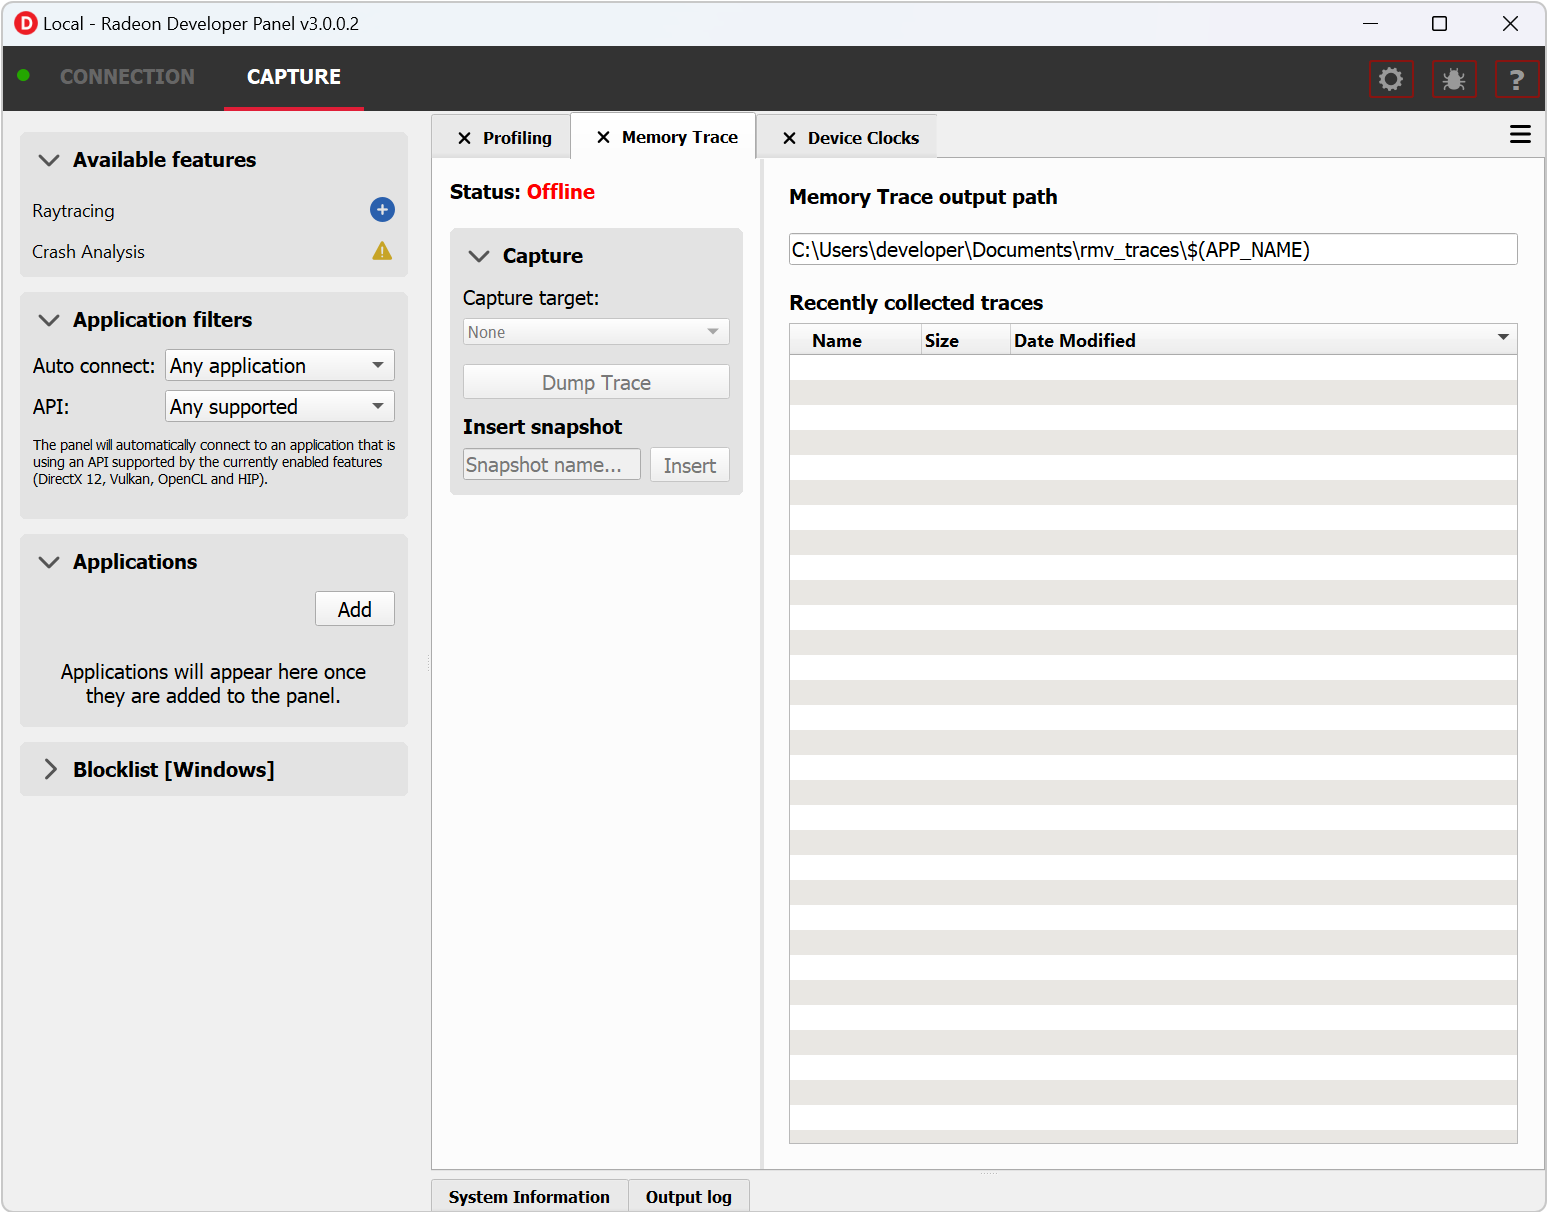 Local - Radeon Developer Panel v3.0.0.2
CONNECTION
CAPTURE
?
Available features
Raytracing
Crash Analysis
Application filters
Auto connect: Any application
API: Any supported
The panel will automatically connect to an application that is
using an API supported by the currently enabled features
(DirectX 12, Vulkan, OpenCL and HIP).
Applications
Add
Applications will appear here once
they are added to the panel.
Blocklist [Windows]
Profiling
Memory Trace
Device Clocks
Status: Offline
Capture
Capture target:
None
Dump Trace
Insert snapshot
Snapshot name... Insert
Memory Trace output path
C:\Users\developer\Documents\rmv_traces\$(APP_NAME)
Recently collected traces
Name Size Date Modified
System Information
Output log